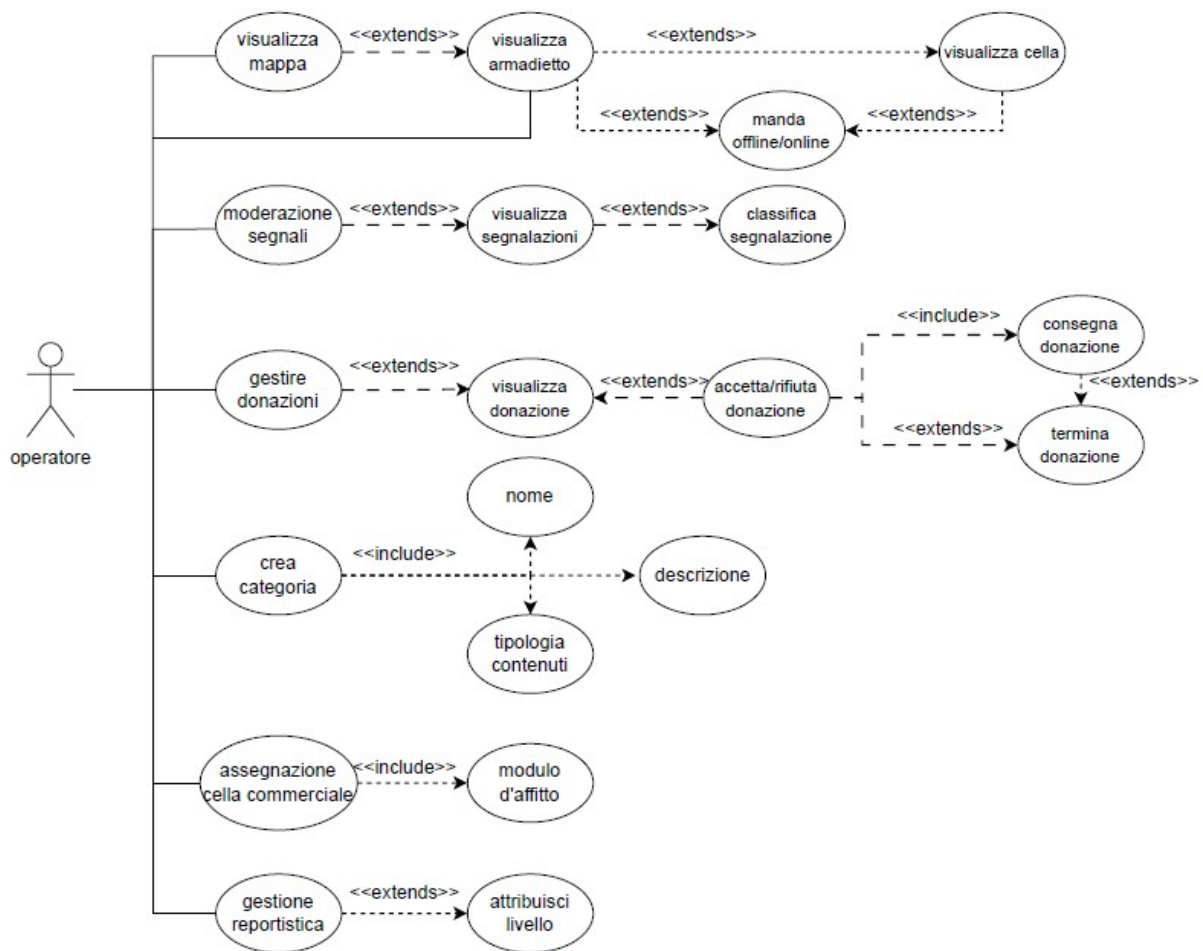 visualizza
mappa
<<extends>>
visualizza
armadietto
<<extends>>
visualizza cella
<<extends>>
manda
offline/online
<<extends>>
moderazione
segnali
<<extends>>
visualizza
segnalazioni
<<extends>>
classifica
segnalazione
operatore
gestire
donazioni
<<extends>>
visualizza
donazione
<<extends>>
accetta/rifiuta
donazione
<<include>>
consegna
donazione
<<extends>>
<<extends>>
termina
donazione
crea
categoria
<<include>>
nome
descrizione
tipologia
contenuti
assegnazione
cella commerciale
<<include>>
modulo
d'affitto
gestione
reportistica
<<extends>>
attribuisci
livello